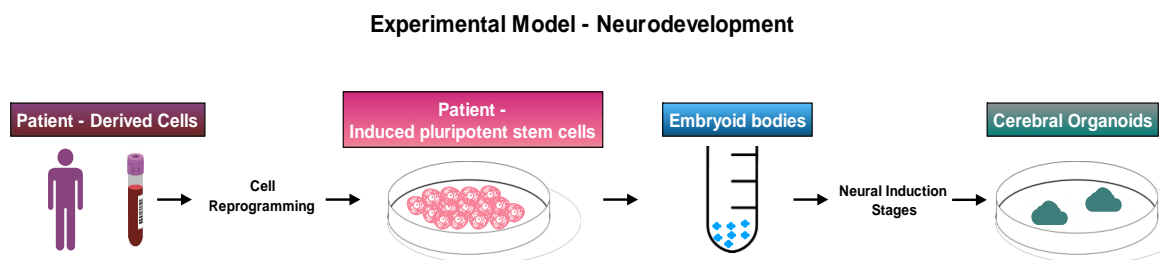 Experimental Model - Neurodevelopment
Patient - Derived Cells
Cell
Reprogramming
Patient -
Induced pluripotent stem cells
Embryoid bodies
Neural Induction
Stages
Cerebral Organoids